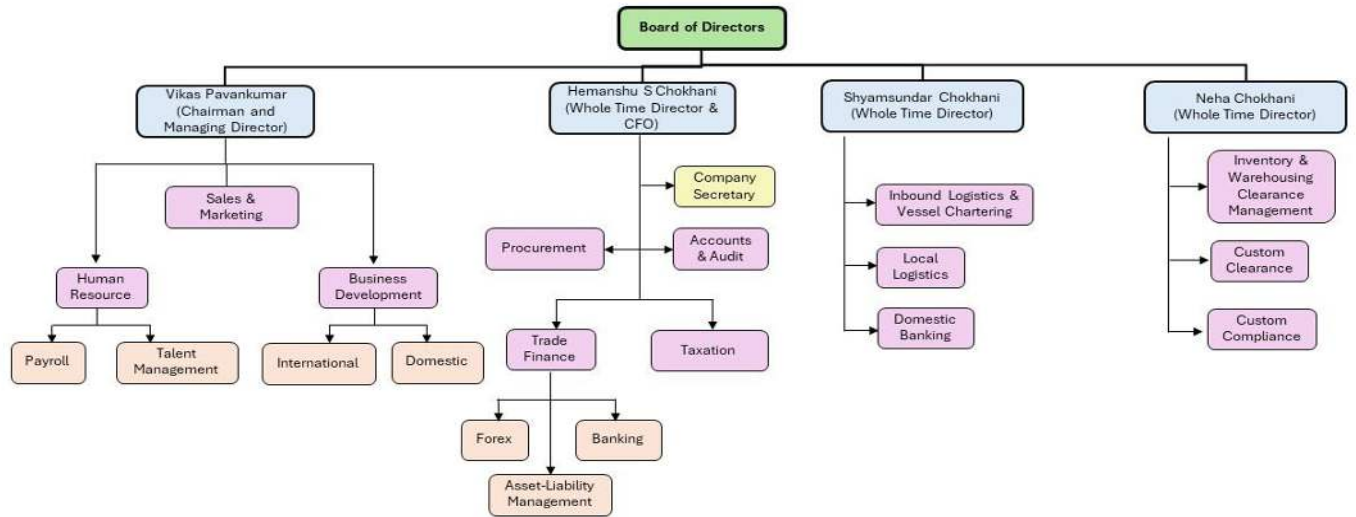 Board of Directors
Vikas Pavankumar
(Chairman and
Managing Director)
Hemanshu S Chokhani
(Whole Time Director &
CFO)
Shyamsundar Chokhani
(Whole Time Director)
Neha Chokhani
(Whole Time Director)
Sales &
Marketing
Human
Resource
Business
Development
Payroll
Talent
Management
International
Domestic
Company
Secretary
Procurement
Accounts
& Audit
Trade
Finance
Taxation
Forex
Banking
Asset-Liability
Management
Inbound Logistics &
Vessel Chartering
Local
Logistics
Domestic
Banking
Inventory &
Warehousing
Clearance
Management
Custom
Clearance
Custom
Compliance